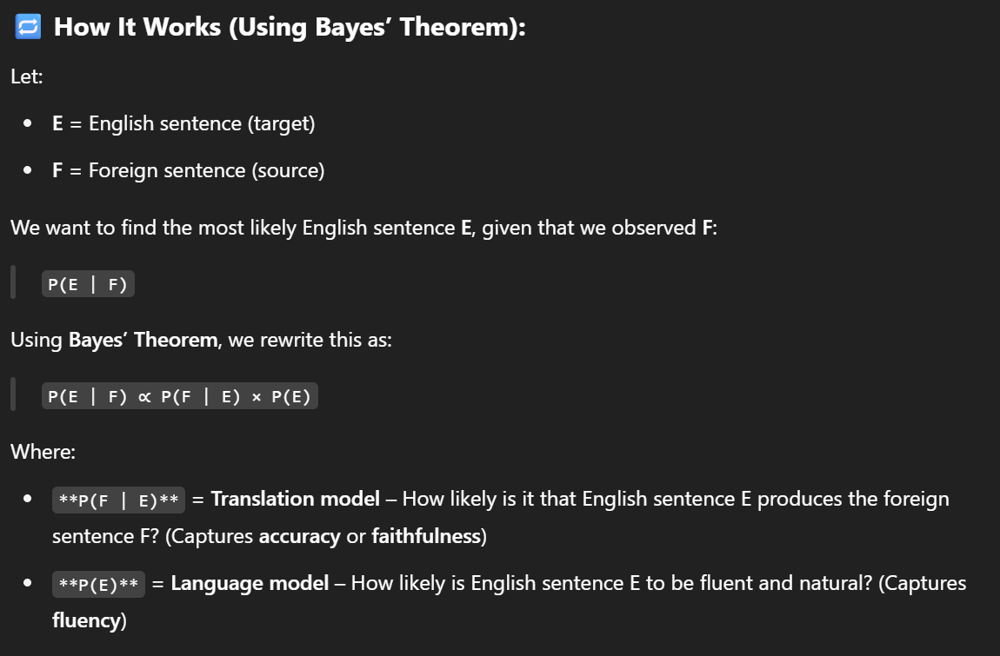 🔁 How It Works (Using Bayes’ Theorem):
Let:
• E = English sentence (target)
• F = Foreign sentence (source)
We want to find the most likely English sentence E, given that we observed F:
P(E | F)
Using Bayes’ Theorem, we rewrite this as:
P(E | F) ∝ P(F | E) × P(E)
Where:
• **P(F | E)** = Translation model – How likely is it that English sentence E produces the foreign
sentence F? (Captures accuracy or faithfulness)
• **P(E)** = Language model – How likely is English sentence E to be fluent and natural? (Captures
fluency)